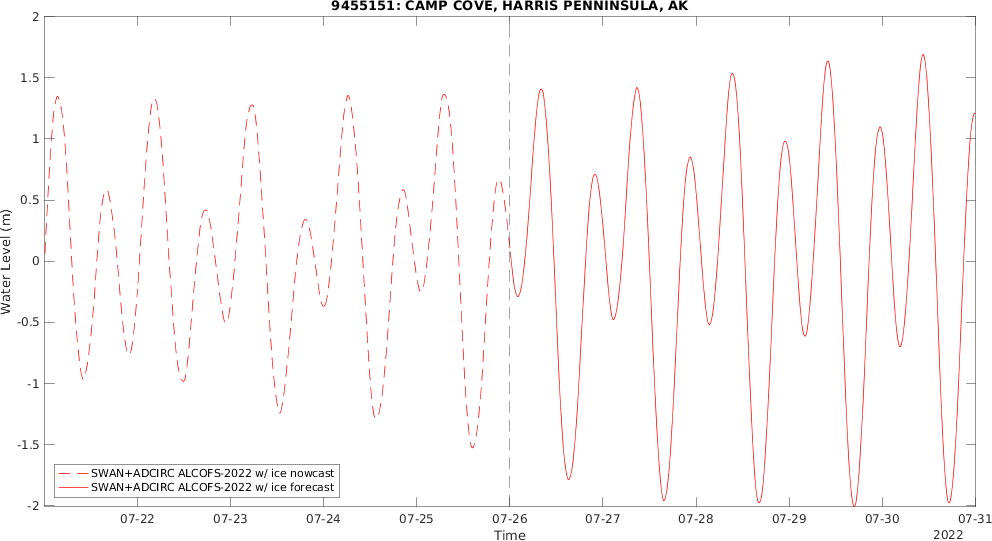 9455151: CAMP COVE, HARRIS PENNINSULA, AK
2
1.5
1
0.5
0
-0.5
-1
-1.5
-2
Water Level (m)
SWAN+ADCIRC ALCOFS-2022 w/ ice nowcast
SWAN+ADCIRC ALCOFS-2022 w/ ice forecast
07-22 07-23 07-24 07-25 07-26 07-27 07-28 07-29 07-30 07-31
Time
2022